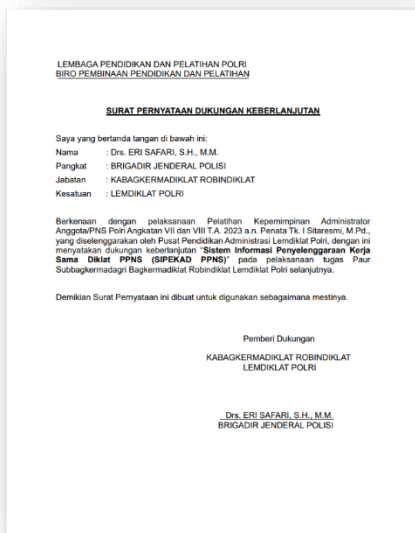 LEMBAGA PENDIDIKAN DAN PELATIHAN POLRI
BIRO PEMBINAAN PENDIDIKAN DAN PELATIHAN
SURAT PERNYATAAN DUKUNGAN KEBERLANJUTAN
Saya yang bertanda tangan di bawah ini:
Nama : Drs. ERI SAFARI, S.H., M.M.
Pangkat : BRIGADIR JENDERAL POLISI
Jabatan : KABAGKERMADIKLAT ROBINDIKLAT
Kesatuan : LEMDIKLAT POLRI
Berkenaan dengan pelaksanaan Pelatihan Kepemimpinan Administrator
Anggota/PNS Polri Angkatan VII dan VIII T.A. 2023 a.n. Penata Tk. I Sitaresmi, M.Pd.,
yang diselenggarakan oleh Pusat Pendidikan Administrasi Lemdiklat Polri, dengan ini
menyatakan dukungan keberlanjutan "Sistem Informasi Penyelenggaraan Kerja
Sama Diklat PPNS (SIPEKAD PPNS)" pada pelaksanaan tugas Paur
Subbagkermadagri Bagkermadiklat Robindiklat Lemdiklat Polri selanjutnya.
Demikian Surat Pernyataan ini dibuat untuk digunakan sebagaimana mestinya.
Pemberi Dukungan
KABAGKERMADIKLAT ROBINDIKLAT
LEMDIKLAT POLRI
Drs. ERI SAFARI, S.H., M.M.
BRIGADIR JENDERAL POLISI